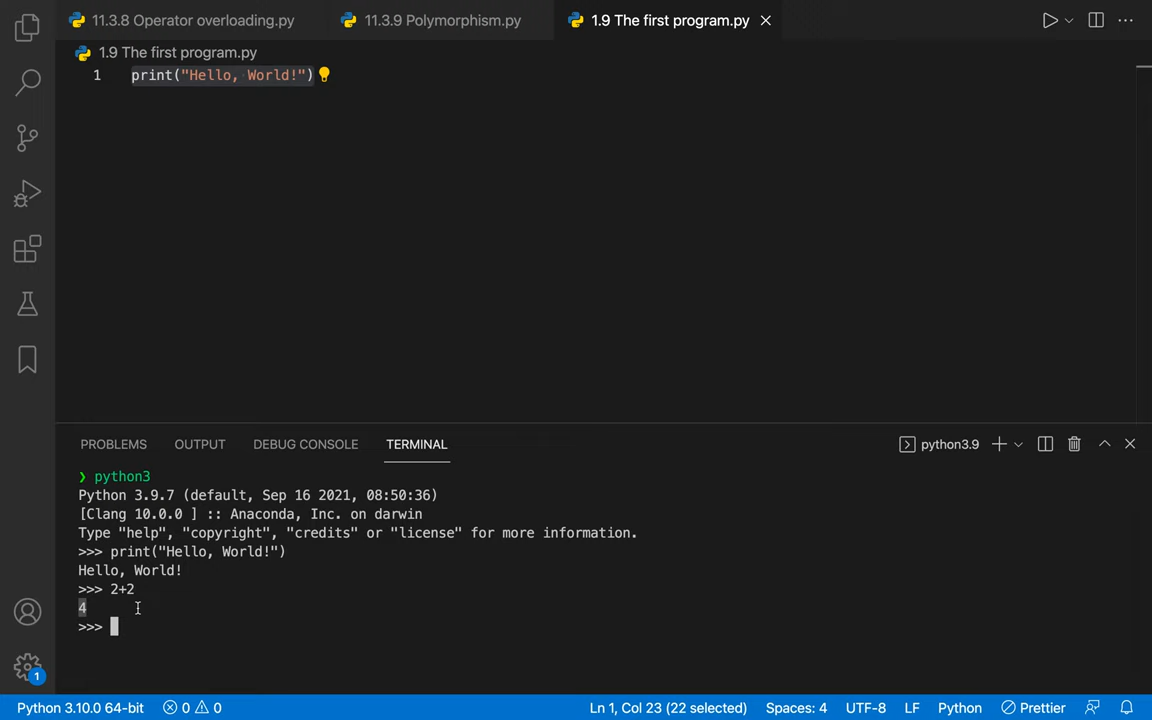 11.3.8 Operator overloading.py 11.3.9 Polymorphism.py 1.9 The first program.py
1.9 The first program.py
1 print("Hello, World!")
PROBLEMS OUTPUT DEBUG CONSOLE TERMINAL python3.9
❯ python3
Python 3.9.7 (default, Sep 16 2021, 08:50:36)
[Clang 10.0.0 ] :: Anaconda, Inc. on darwin
Type "help", "copyright", "credits" or "license" for more information.
>>> print("Hello, World!")
Hello, World!
>>> 2+2
4
>>>
1
Python 3.10.0 64-bit 0 0 Ln 1, Col 23 (22 selected) Spaces: 4 UTF-8 LF Python Prettier